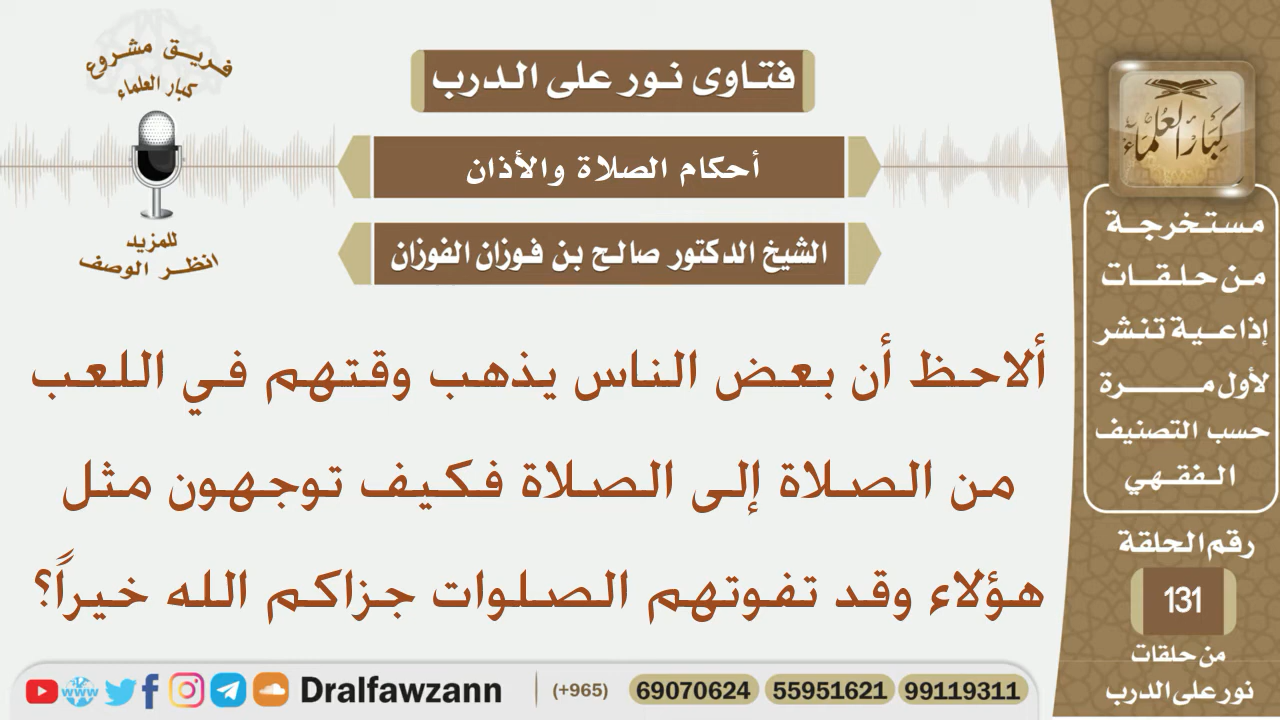 فريق مشروع
كبار العلماء
للمزيد
انظر الوصف
فتاوى نور على الدرب
أحكام الصلاة والأذان
الشيخ الدكتور صالح بن فوزان الفوزان
ألاحظ أن بعض الناس يذهب وقتهم في اللعب
من الصلاة إلى الصلاة فكيف توجهون مثل
هؤلاء وقد تفوتهم الصلوات جزاكم الله خيراً؟
كبار العلماء
مستخرجة
من حلقات
إذاعية تنشر
لأول مرة
حسب التصنيف
الفقهي
رقم الحلقة
131
من حلقات
نور على الدرب
www
Dralfawzann (+965) 69070624 55951621 99119311